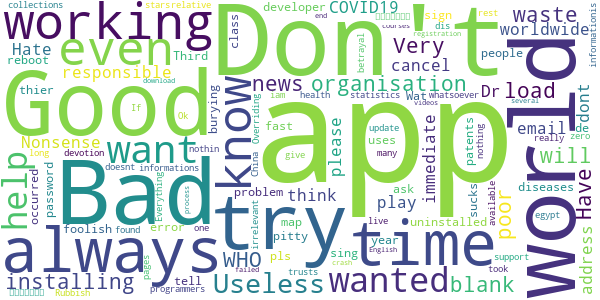 collections
starsrelative
developer
COVID19
sign
dis
end
courses
betrayal
registration
rest
informationis
working
even
Don't
class
Very
cancel
people
waste
worldwide
Hate
reboot
thier
responsible
Third
burying
news
organisation
Wat
whatsoever
Dr
load
dedont
Nonsense
long
Good
know
iam
health
statistics
Overriding
If
Ok
download
please
uses
many
update
videos
immediate
patents
nothing
email
really
several
zero
world
want
devotion
nothin
doesnt
informations
China
fast
give
app
will
diseases
available
egypt
help
occurred
password
Everything
process
Bad
problem
think
ask
play
sucks
poor
Have
address
error
irrelevant
map
pitty
live
English
uninstalled
foolish
found
one
try
WHO
year
sing
time
support
took
always
pages
tell
programmers
pls
trusts
installing
Rubbish
failed
Useless
wanted
crash
blank